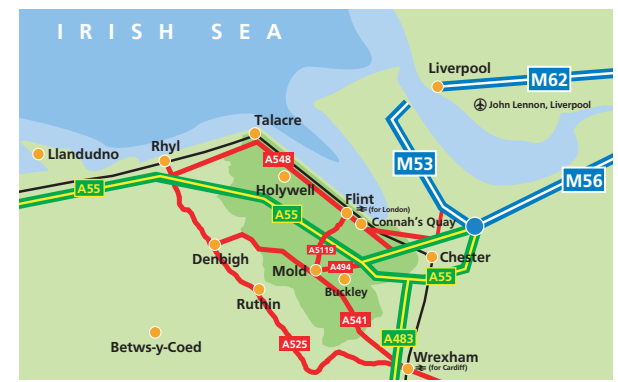 IRISH SEA
Liverpool
M62
John Lennon, Liverpool
Talacre
Llandudno
Rhyl
A548
M53
M56
A55
Holywell
Flint
(for London)
A55
Connah's Quay
A5119
Denbigh
Mold
A494
Chester
A55
Buckley
Ruthin
A541
A483
Betws-y-Coed
A525
Wrexham
(for Cardiff)